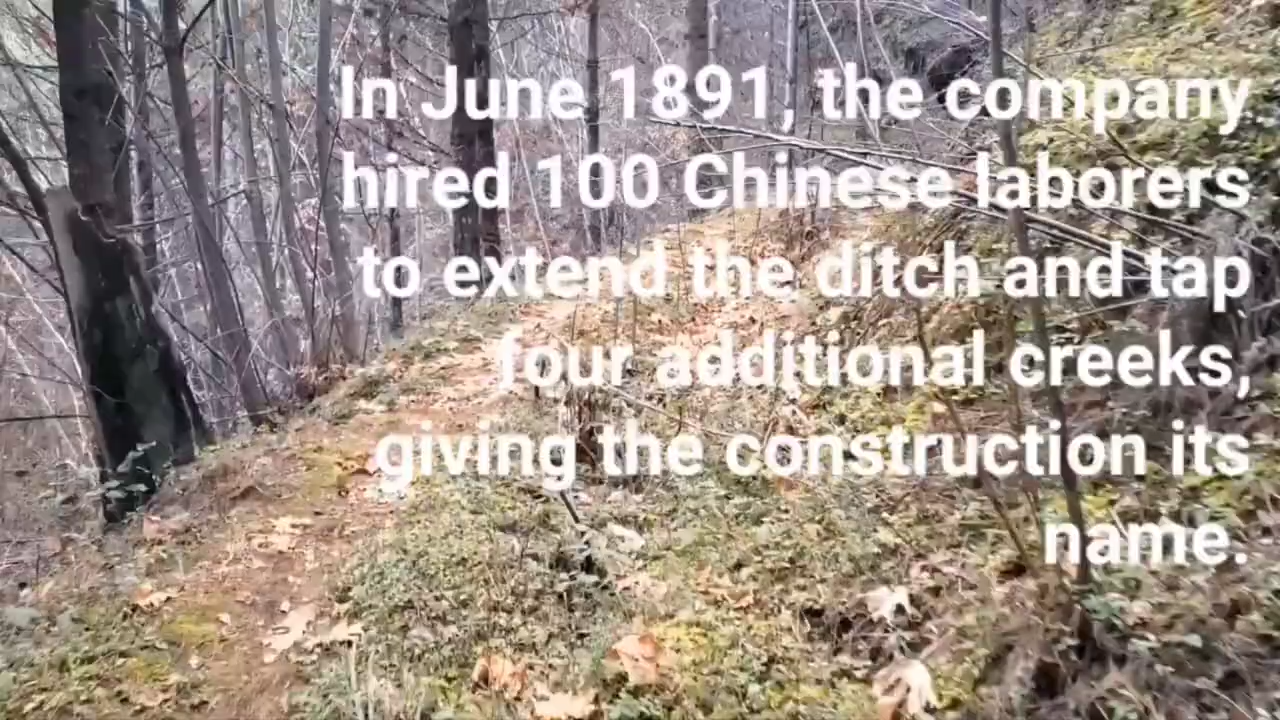 In June 1891, the company
hired 100 Chinese laborers
to extend the ditch and tap
four additional creeks,
giving the construction its
name.